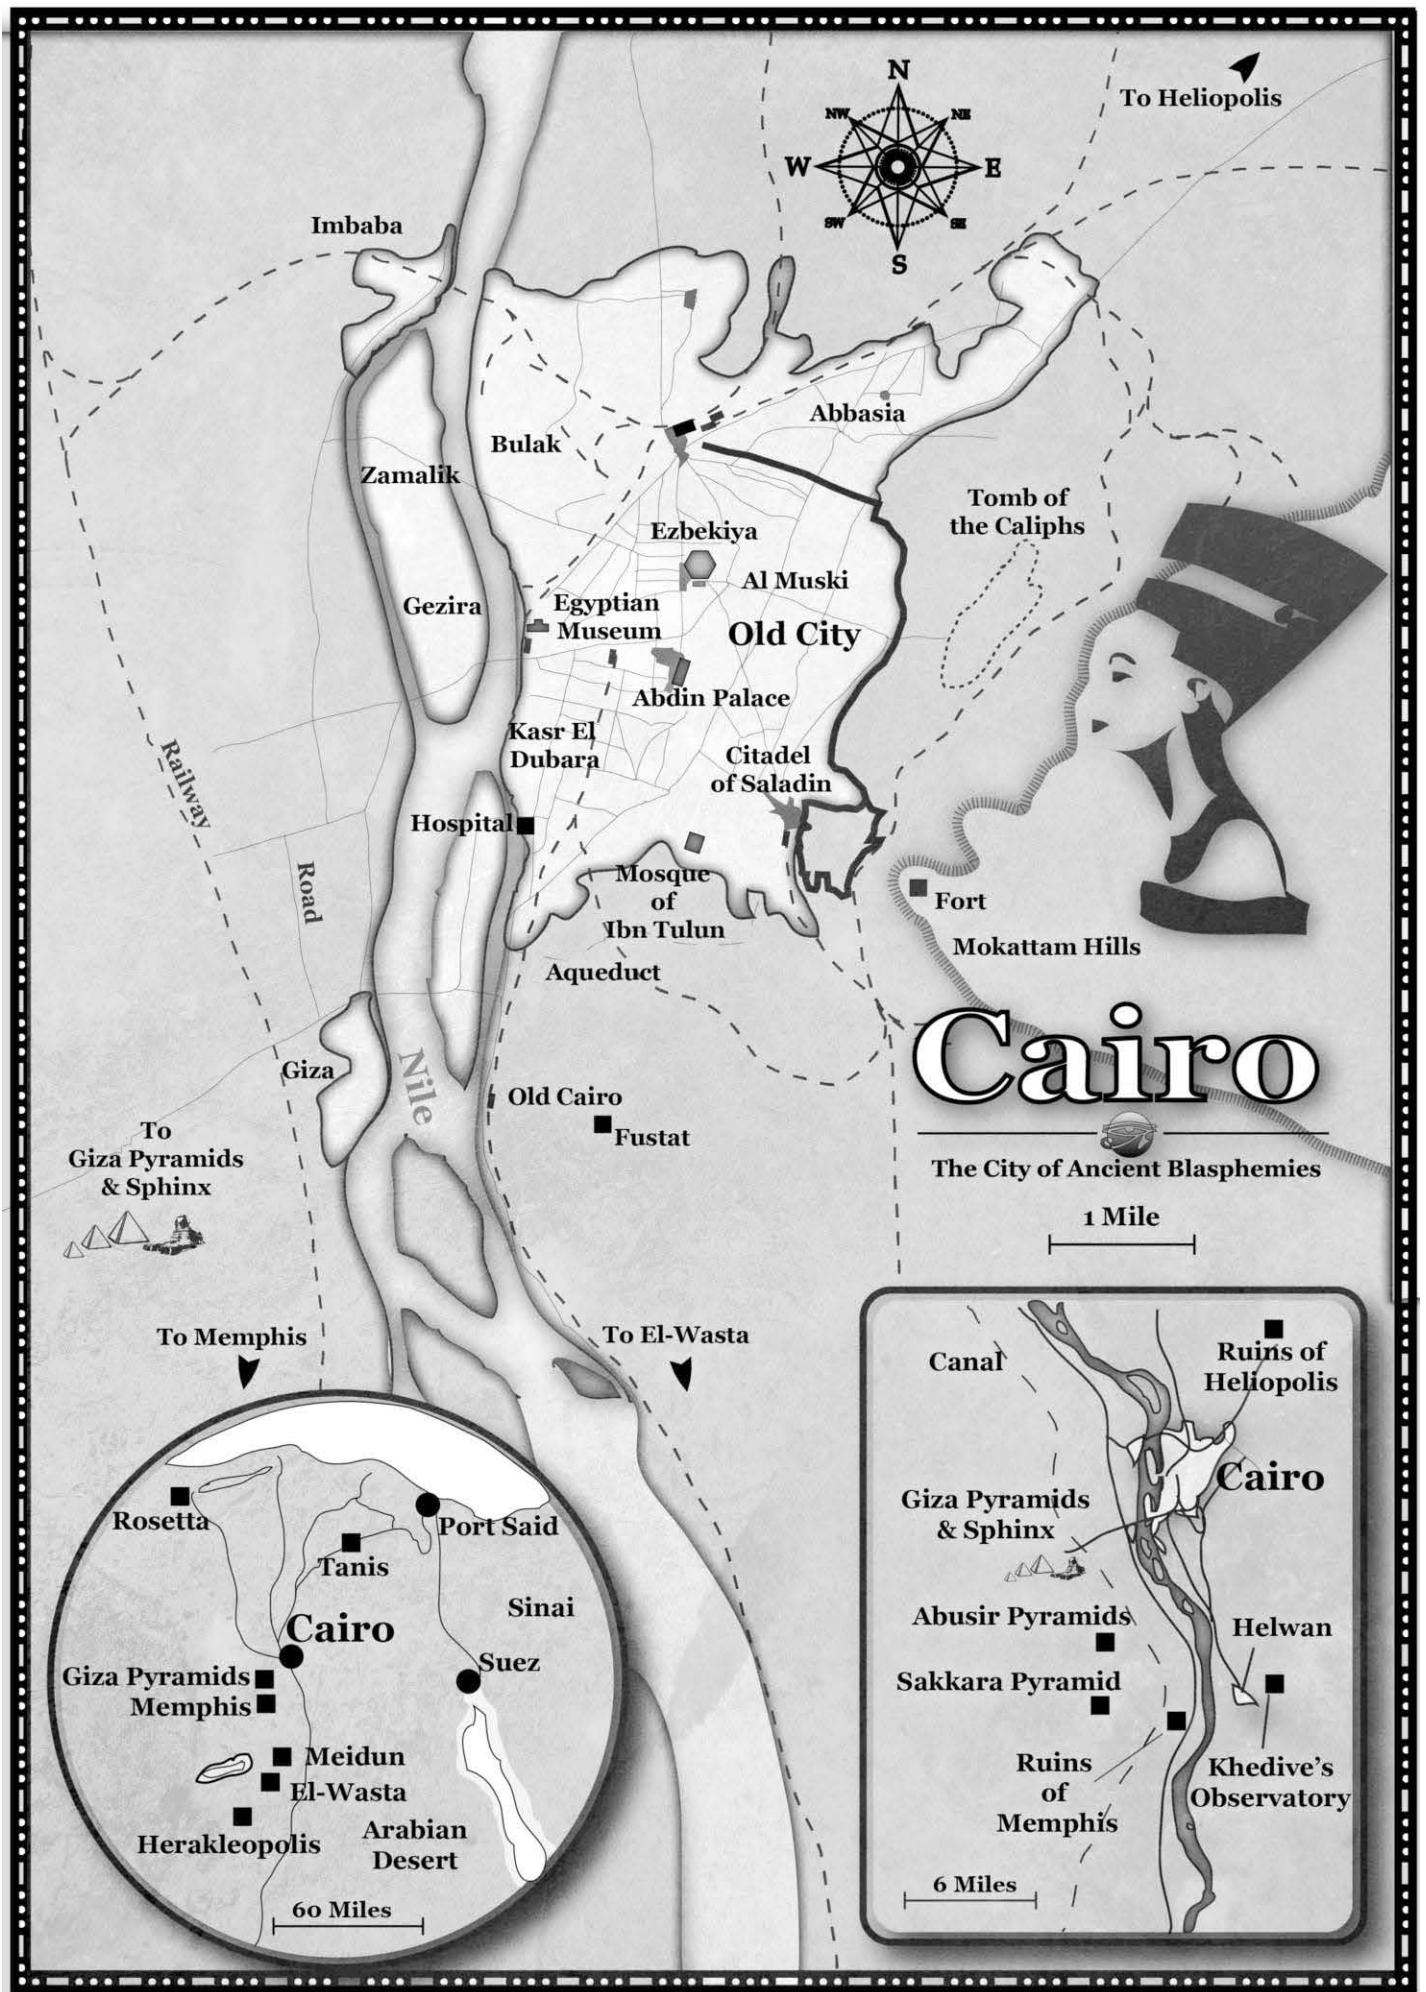 N
NW
NE
W
E
SW
SE
S
To Heliopolis
Imbaba
Bulak
Abbasia
Zamalik
Tomb of
the Caliphs
Ezbekiya
Al Muski
Gezira
Egyptian
Museum
Old City
Abdin Palace
Kasr El
Dubara
Citadel
of Saladin
Railway
Hospital
Road
Mosque
of
Ibn Tulun
Fort
Mokattam Hills
Aqueduct
Cairo
Giza
Nile
Old Cairo
Fustat
To
Giza Pyramids
& Sphinx
The City of Ancient Blasphemies
1 Mile
To Memphis
To El-Wasta
Rosetta
Port Said
Tanis
Sinai
Cairo
Suez
Giza Pyramids
Memphis
Meidun
El-Wasta
Herakleopolis
Arabian
Desert
60 Miles
Canal
Ruins of
Heliopolis
Cairo
Giza Pyramids
& Sphinx
Abusir Pyramids
Helwan
Sakkara Pyramid
Ruins
of
Memphis
Khedive's
Observatory
6 Miles